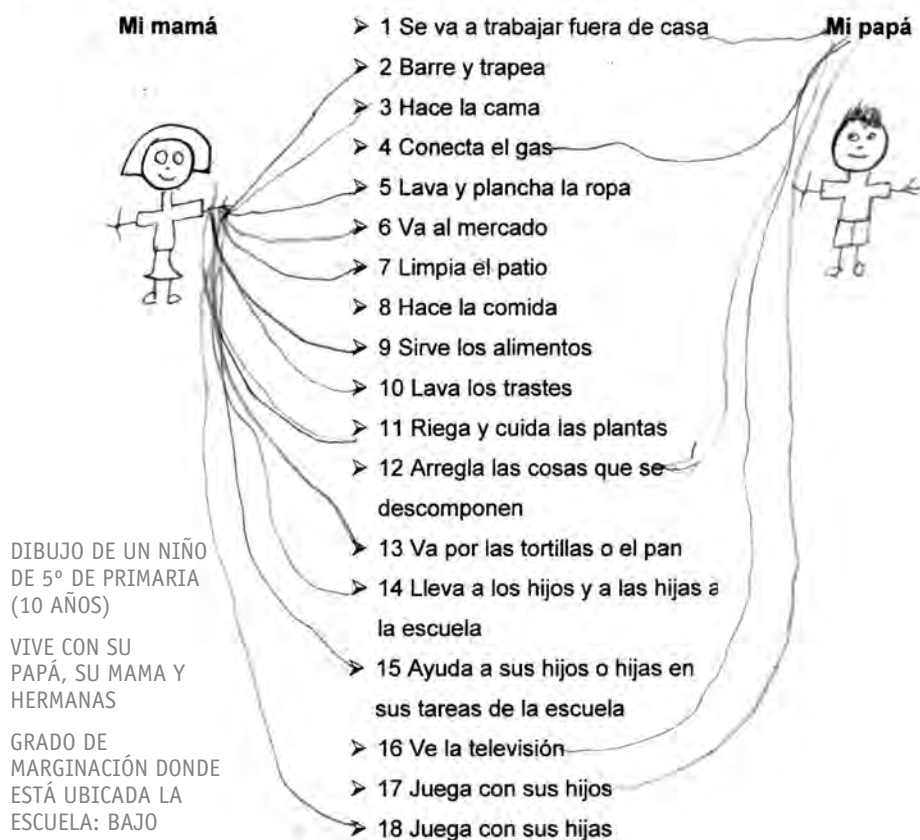 Mi mamá
Mi papá
➢ 1 Se va a trabajar fuera de casa
➢ 2 Barre y trapea
➢ 3 Hace la cama
➢ 4 Conecta el gas
➢ 5 Lava y plancha la ropa
➢ 6 Va al mercado
➢ 7 Limpia el patio
➢ 8 Hace la comida
➢ 9 Sirve los alimentos
➢ 10 Lava los trastes
➢ 11 Riega y cuida las plantas
➢ 12 Arregla las cosas que se
descomponen
➢ 13 Va por las tortillas o el pan
➢ 14 Lleva a los hijos y a las hijas a
la escuela
➢ 15 Ayuda a sus hijos o hijas en
sus tareas de la escuela
➢ 16 Ve la televisión
➢ 17 Juega con sus hijos
➢ 18 Juega con sus hijas
DIBUJO DE UN NIÑO
DE 5º DE PRIMARIA
(10 AÑOS)
VIVE CON SU
PAPÁ, SU MAMA Y
HERMANAS
GRADO DE
MARGINACIÓN DONDE
ESTÁ UBICADA LA
ESCUELA: BAJO